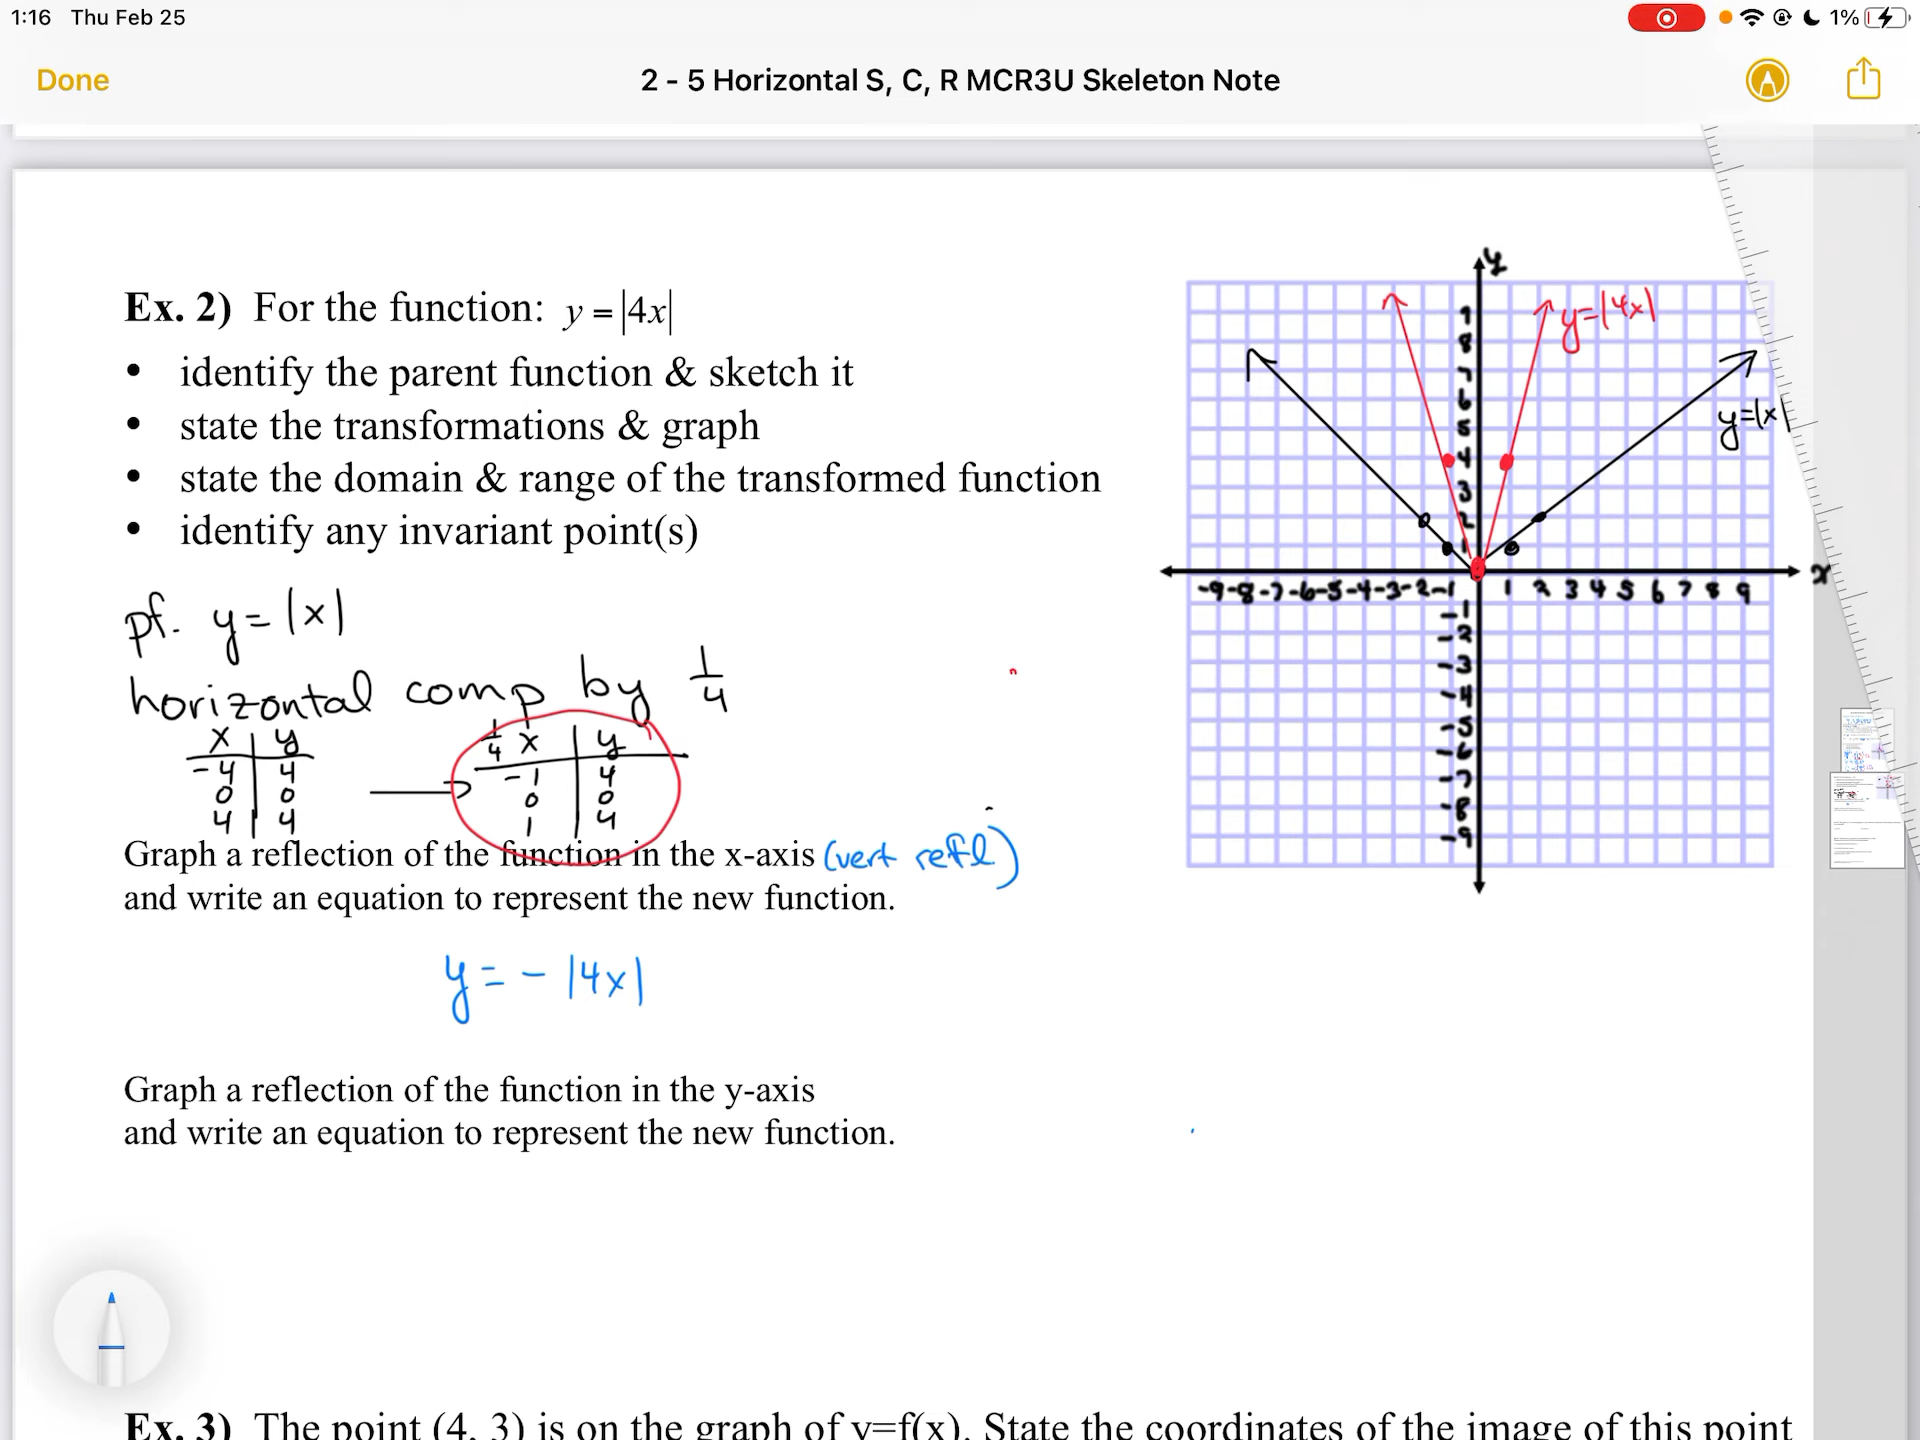 1:16 Thu Feb 25
1%
Done
2 - 5 Horizontal S, C, R MCR3U Skeleton Note
Ex. 2) For the function: y = |4x|
• identify the parent function & sketch it
• state the transformations & graph
• state the domain & range of the transformed function
• identify any invariant point(s)
pf. y = |x|
horizontal comp by 1/4
x | y
-4 | 4
0 | 0
4 | 4
1/4 x | y
-1 | 4
0 | 0
1 | 4
Graph a reflection of the function in the x-axis (vert refl)
and write an equation to represent the new function.
y = - |4x|
Graph a reflection of the function in the y-axis
and write an equation to represent the new function.
Ex. 3) The point (4, 3) is on the graph of y=f(x). State the coordinates of the image of this point
y
y=|4x|
y=|x|
9
8
7
6
5
4
3
2
1
-9 -8 -7 -6 -5 -4 -3 -2 -1 1 2 3 4 5 6 7 8 9
x
-1
-2
-3
-4
-5
-6
-7
-8
-9